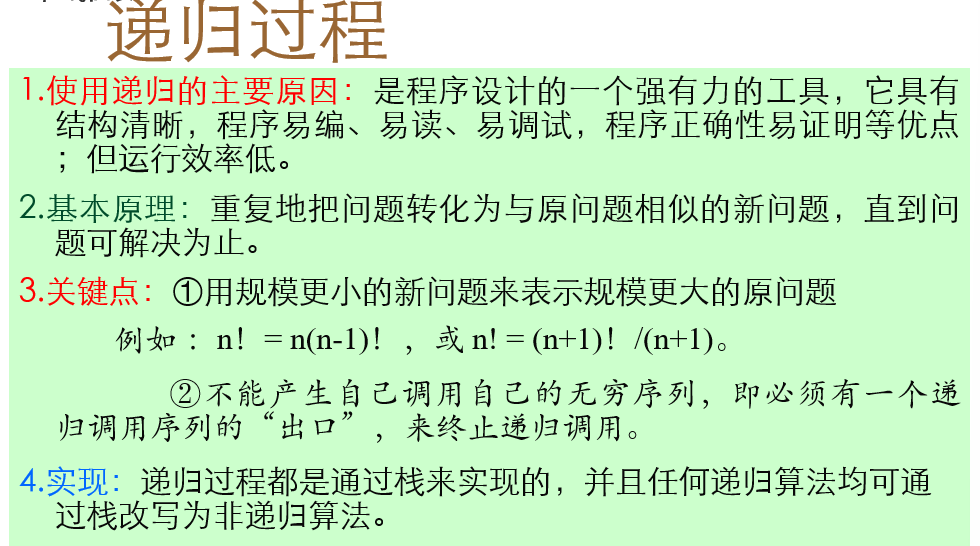 递归过程
1.使用递归的主要原因：是程序设计的一个强有力的工具，它具有
结构清晰，程序易编、易读、易调试，程序正确性易证明等优点
；但运行效率低。
2.基本原理：重复地把问题转化为与原问题相似的新问题，直到问
题可解决为止。
3.关键点：①用规模更小的新问题来表示规模更大的原问题
例如： n！= n(n-1)！，或 n! = (n+1)！/(n+1)。
②不能产生自己调用自己的无穷序列，即必须有一个递
归调用序列的“出口”，来终止递归调用。
4.实现：递归过程都是通过栈来实现的，并且任何递归算法均可通
过栈改写为非递归算法。